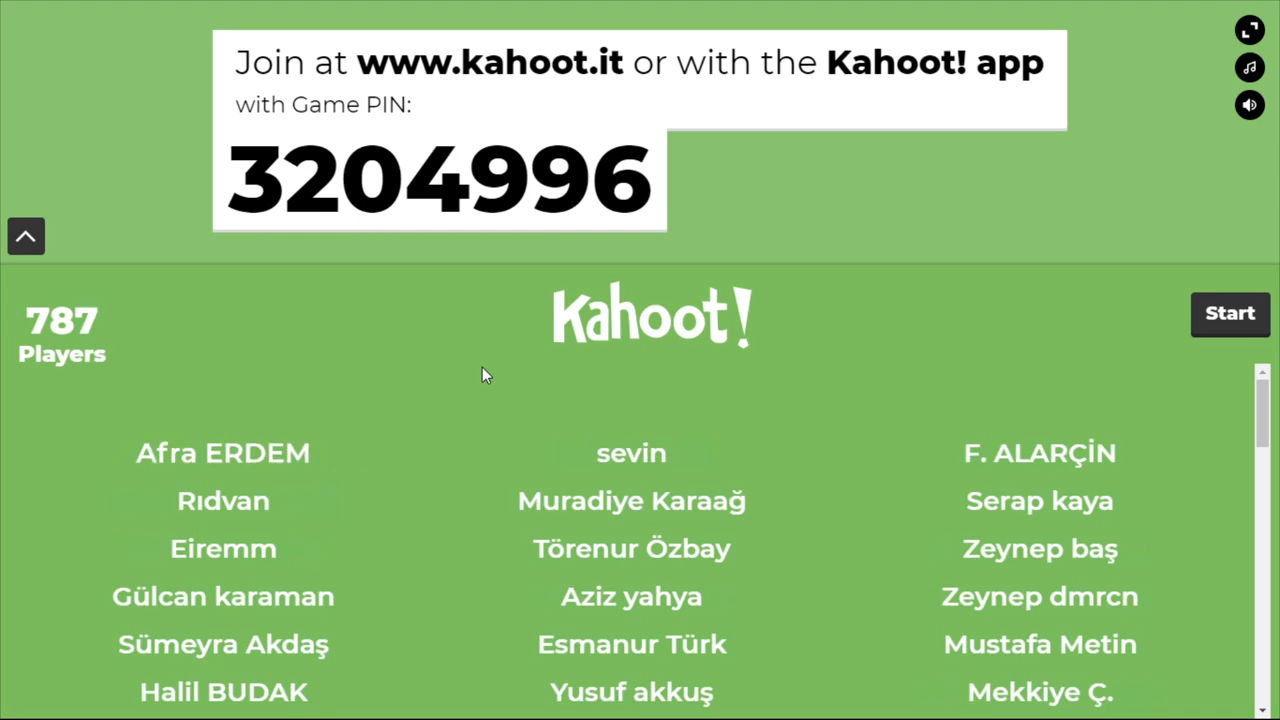 Join at www.kahoot.it or with the Kahoot! app
with Game PIN:
3204996
Kahoot!
787
Players
Start
Afra ERDEM
sevin
F. ALARÇİN
Rıdvan
Muradiye Karaağ
Serap kaya
Eiremm
Törenur Özbay
Zeynep baş
Gülcan karaman
Aziz yahya
Zeynep dmrcn
Sümeyra Akdaş
Esmanur Türk
Mustafa Metin
Halil BUDAK
Yusuf akkuş
Mekkiye Ç.